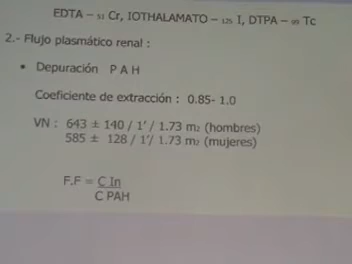 EDTA – 51 Cr, IOTHALAMATO – 125 I, DTPA – 99 Tc
2.- Flujo plasmático renal :
• Depuración P A H
Coeficiente de extracción : 0.85- 1.0
VN : 643 ± 140 / 1' / 1.73 m2 (hombres)
585 ± 128 / 1'/ 1.73 m2 (mujeres)
F.F = C In
C PAH